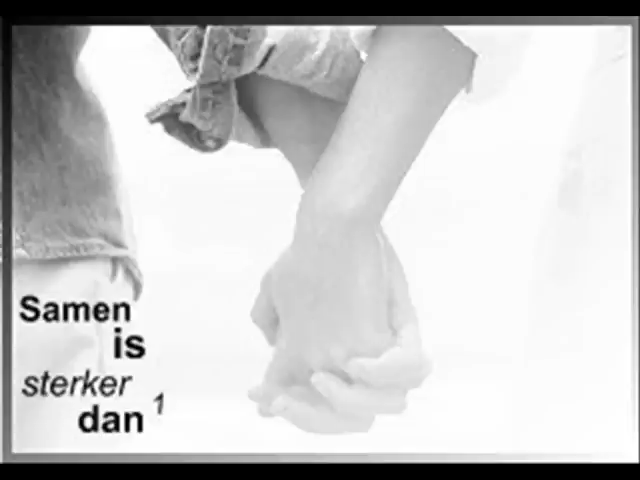 Samen
is
sterker
dan 1